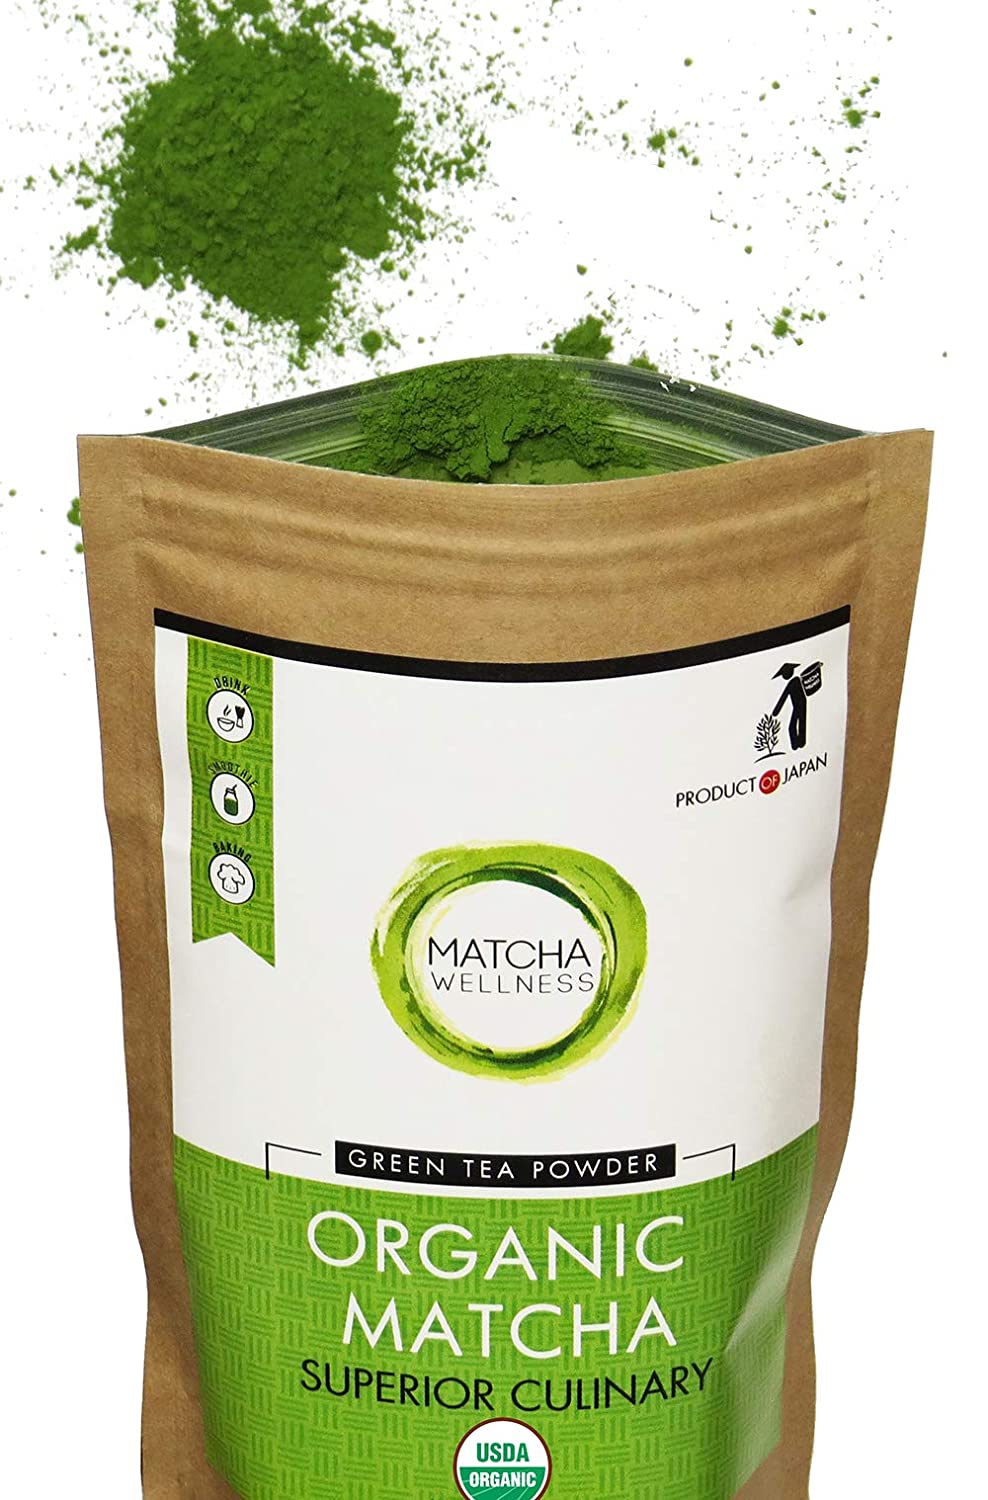 DRINK
SMOOTHIE
BAKING
PRODUCT OF JAPAN
MATCHA
WELLNESS
GREEN TEA POWDER
ORGANIC
MATCHA
SUPERIOR CULINARY
USDA
ORGANIC